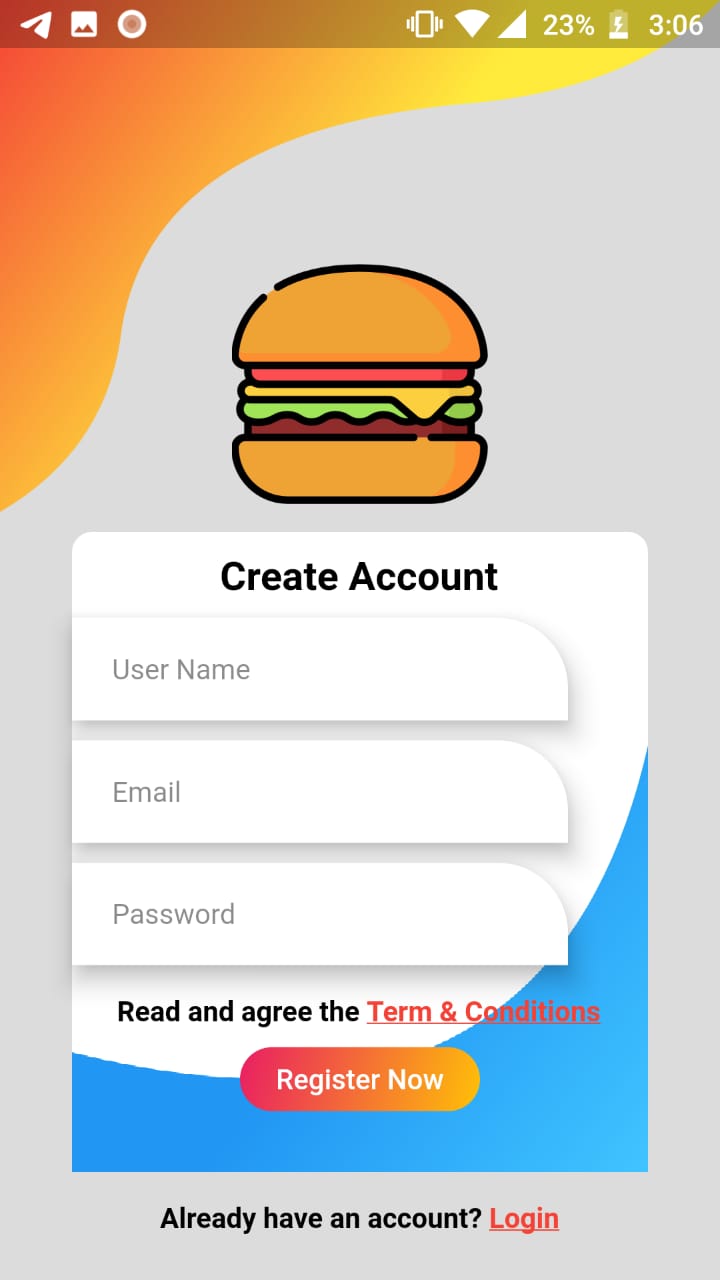 23% 3:06
Create Account
User Name
Email
Password
Read and agree the Term & Conditions
Register Now
Already have an account? Login